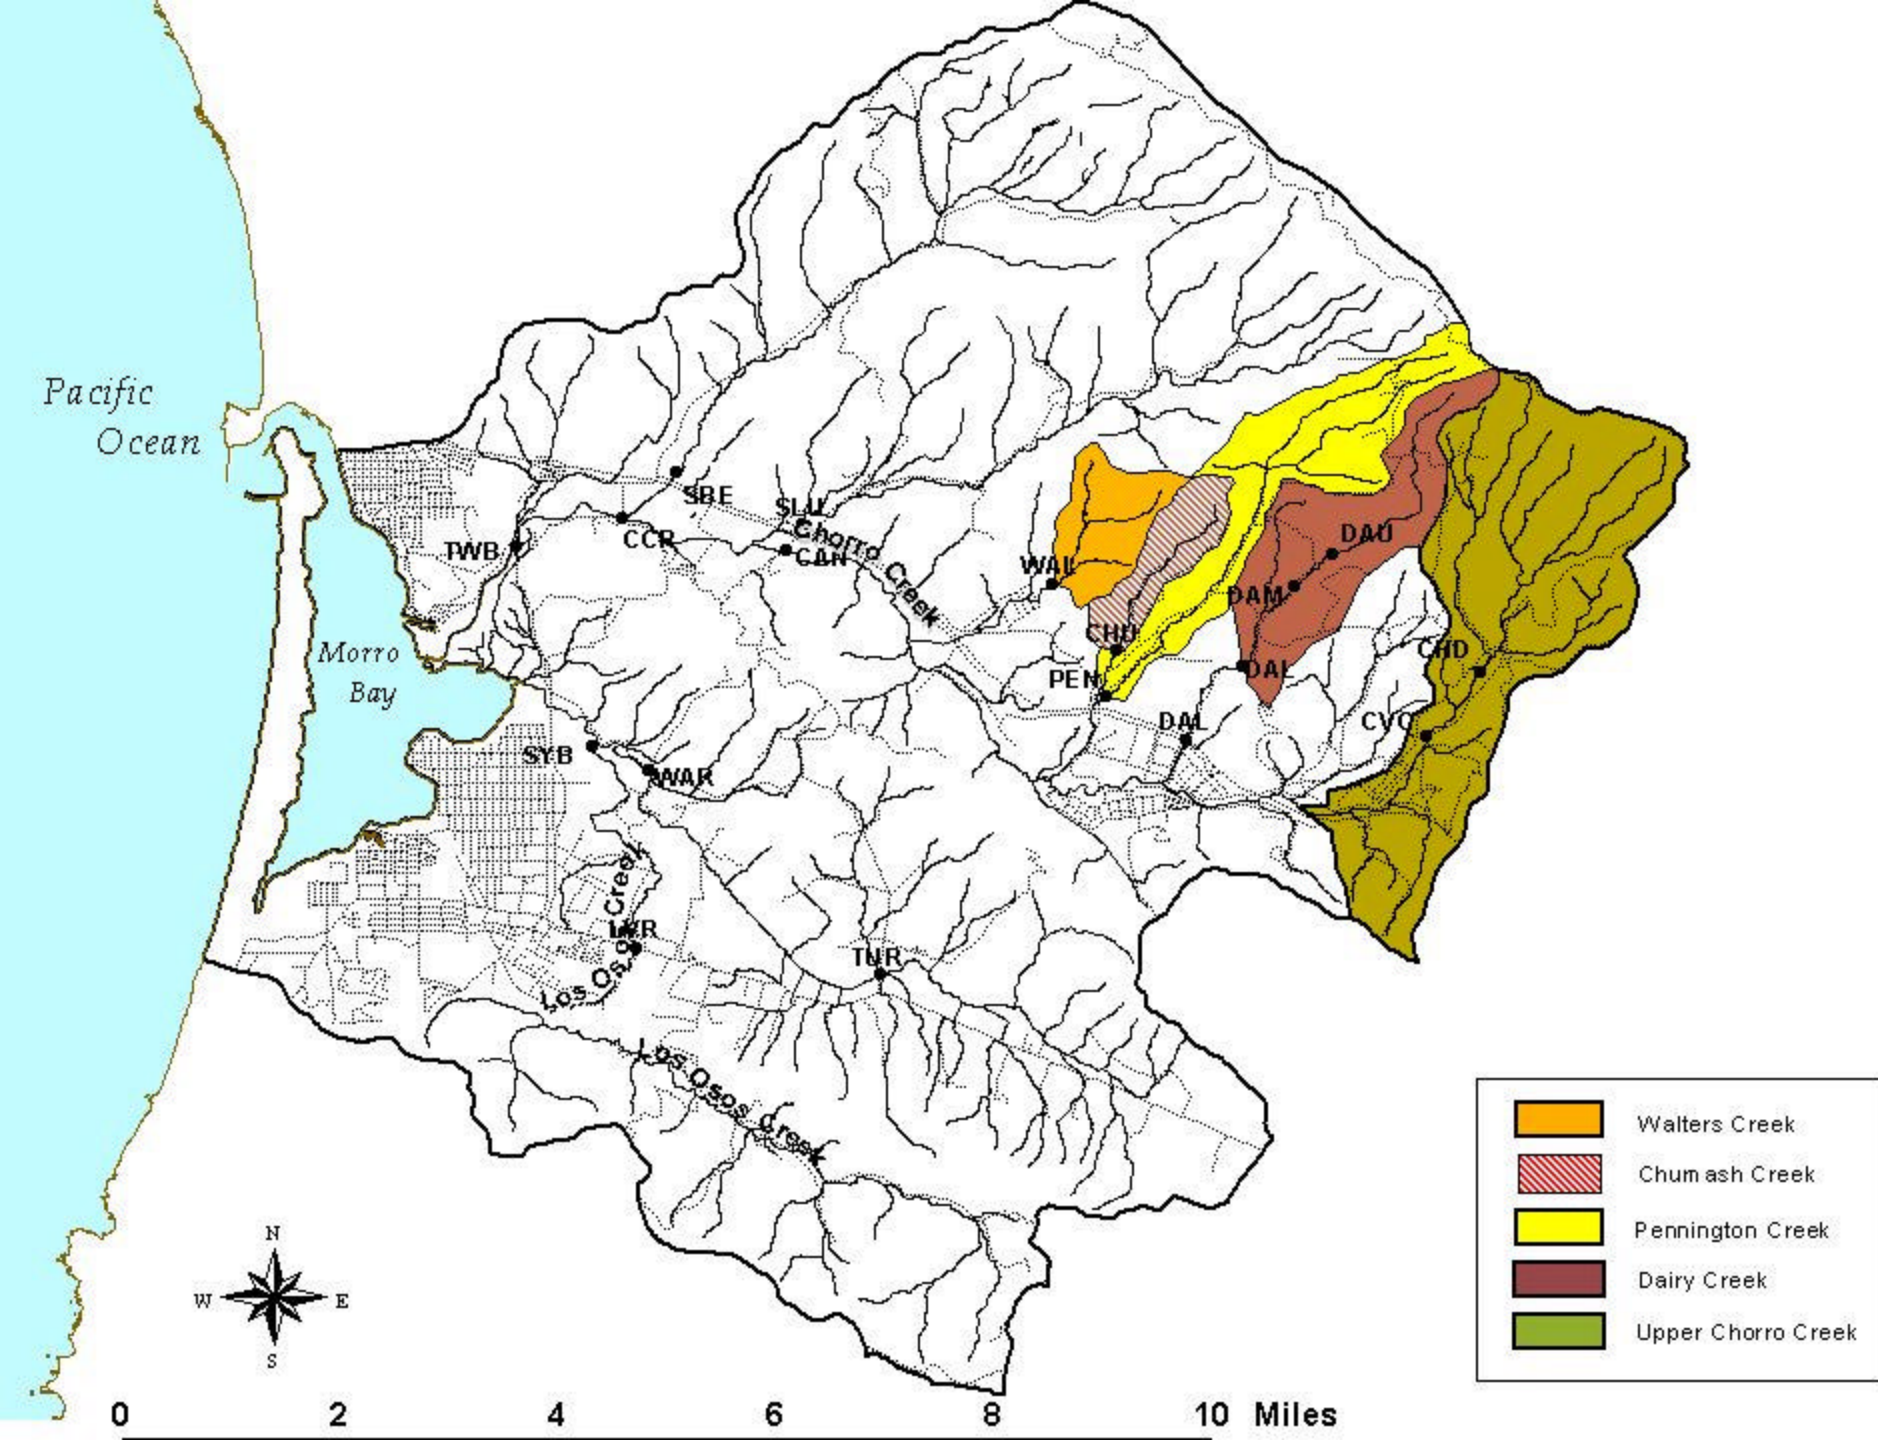 Pacific
Ocean
Morro
Bay
SBE
SLU
Chorro Creek
TWB
CCR
CAN
WAL
DAU
DAM
CHU
CHD
PEN
DAL
DAL
CVC
SYB
WAR
Los Osos Creek
LVR
TUR
Los Osos Creek
Walters Creek
Chumash Creek
Pennington Creek
Dairy Creek
Upper Chorro Creek
N
W E
S
0 2 4 6 8 10 Miles